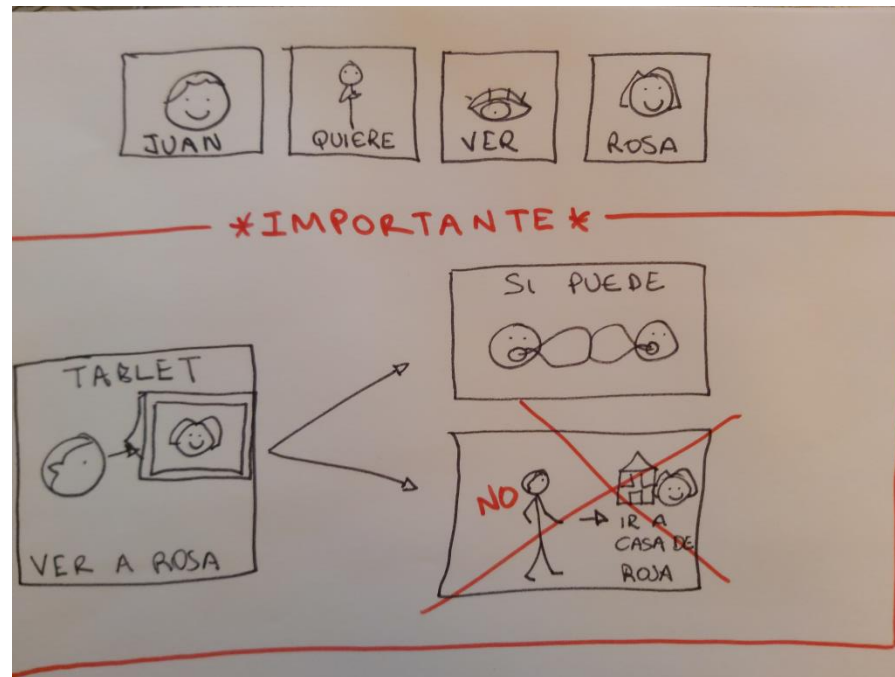 JUAN
QUIERE
VER
ROSA
*IMPORTANTE*
TABLET
VER A ROSA
SI PUEDE
NO
IR A
CASA DE
ROSA